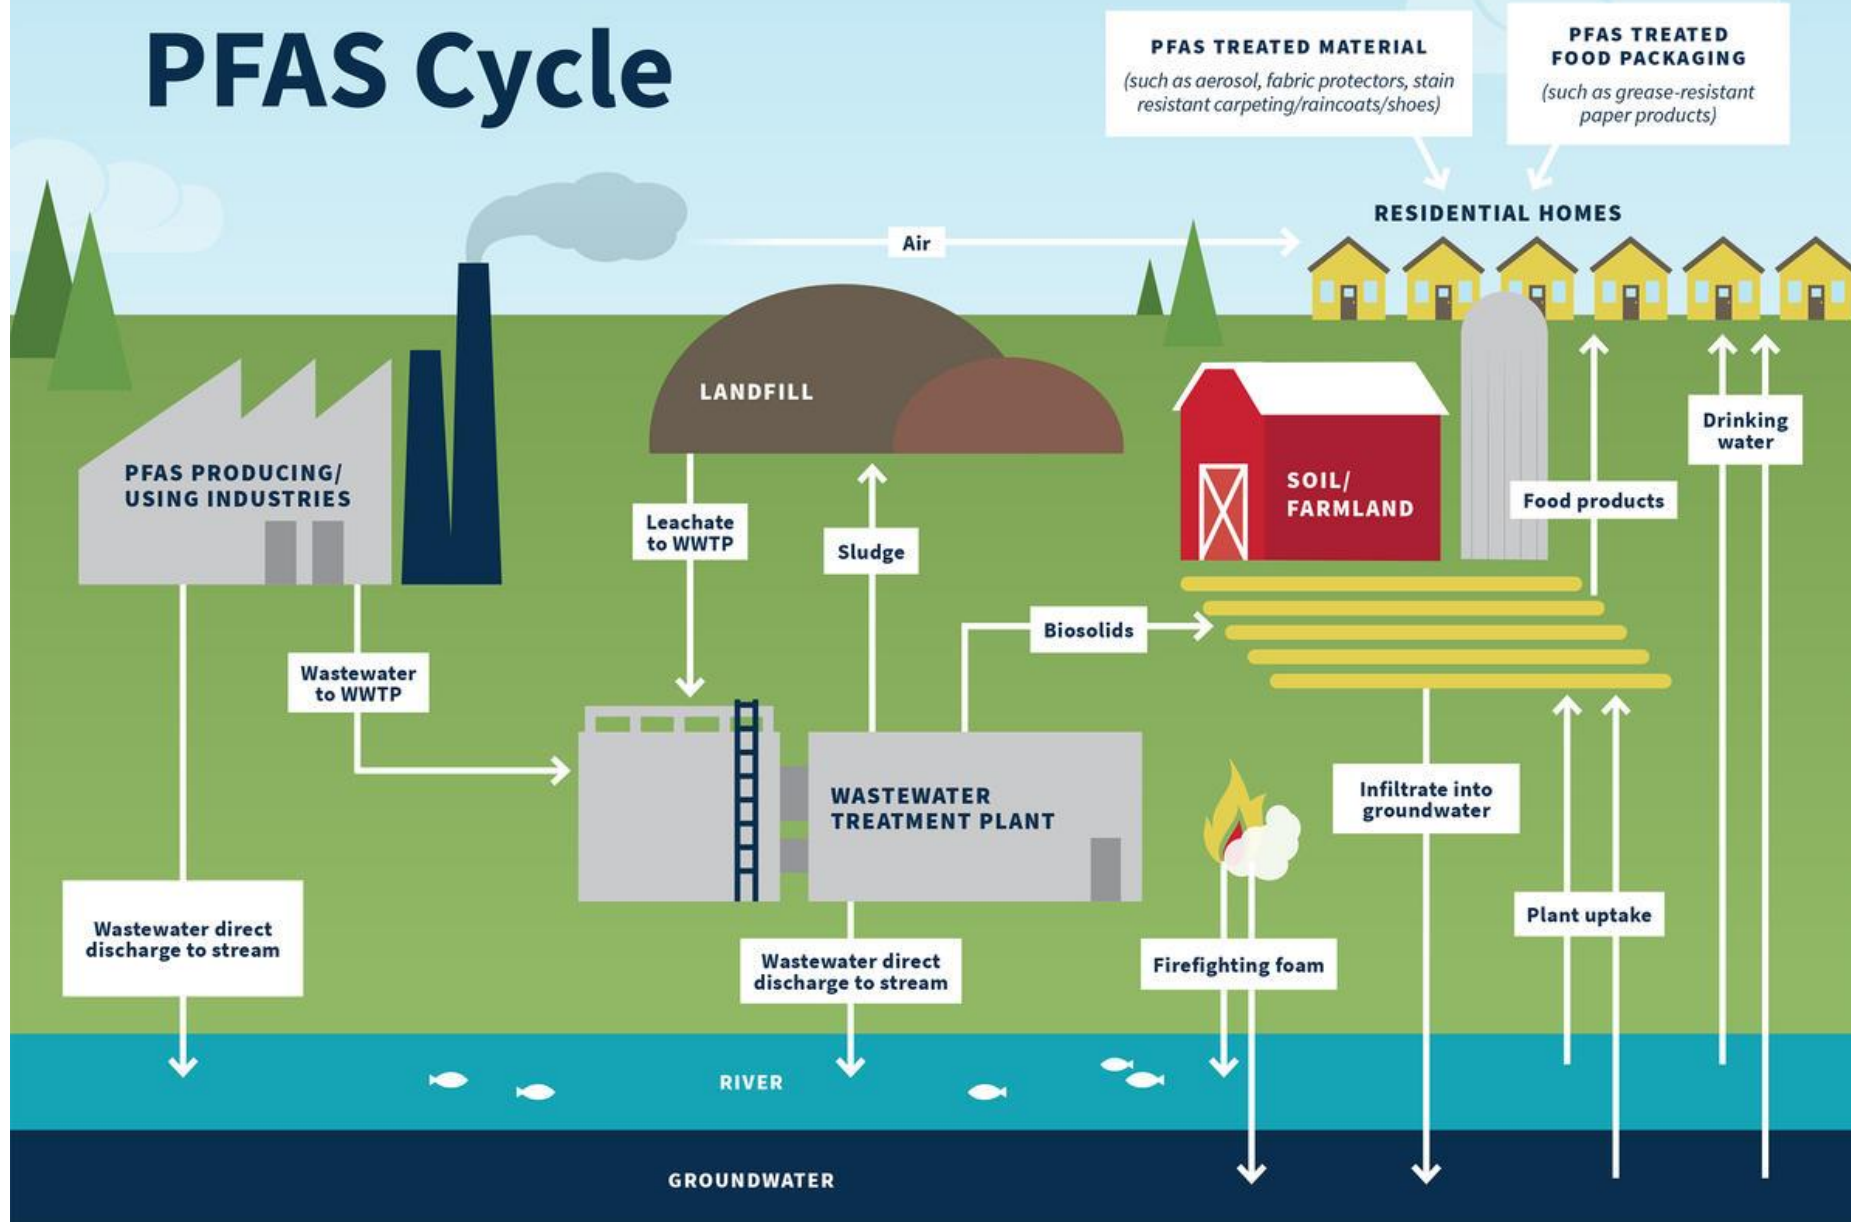 PFAS Cycle
PFAS TREATED MATERIAL
(such as aerosol, fabric protectors, stain
resistant carpeting/raincoats/shoes)
PFAS TREATED
FOOD PACKAGING
(such as grease-resistant
paper products)
RESIDENTIAL HOMES
Air
LANDFILL
PFAS PRODUCING/
USING INDUSTRIES
Leachate
to WWTP
Sludge
SOIL/
FARMLAND
Food products
Drinking
water
Biosolids
Wastewater
to WWTP
WASTEWATER
TREATMENT PLANT
Infiltrate into
groundwater
Plant uptake
Wastewater direct
discharge to stream
Wastewater direct
discharge to stream
Firefighting foam
RIVER
GROUNDWATER